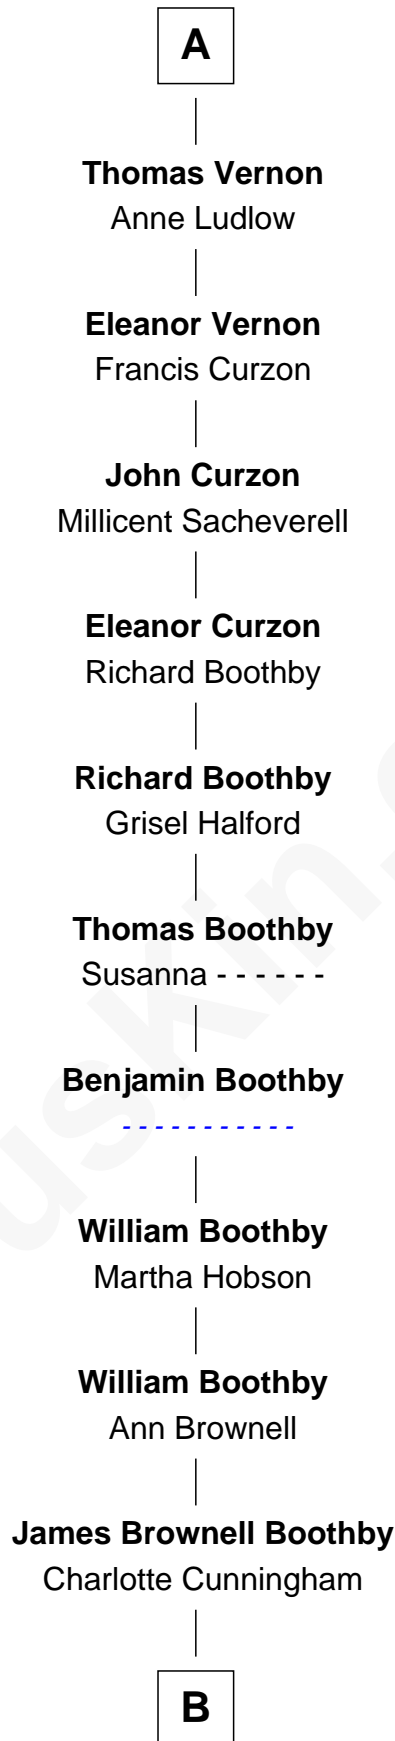 A
Thomas Vernon
Anne Ludlow
Eleanor Vernon
Francis Curzon
John Curzon
Millicent Sacheverell
Eleanor Curzon
Richard Boothby
Richard Boothby
Grisel Halford
Thomas Boothby
Susanna - - - - - -
Benjamin Boothby
- - - - - - - - - - -
William Boothby
Martha Hobson
William Boothby
Ann Brownell
James Brownell Boothby
Charlotte Cunningham
B